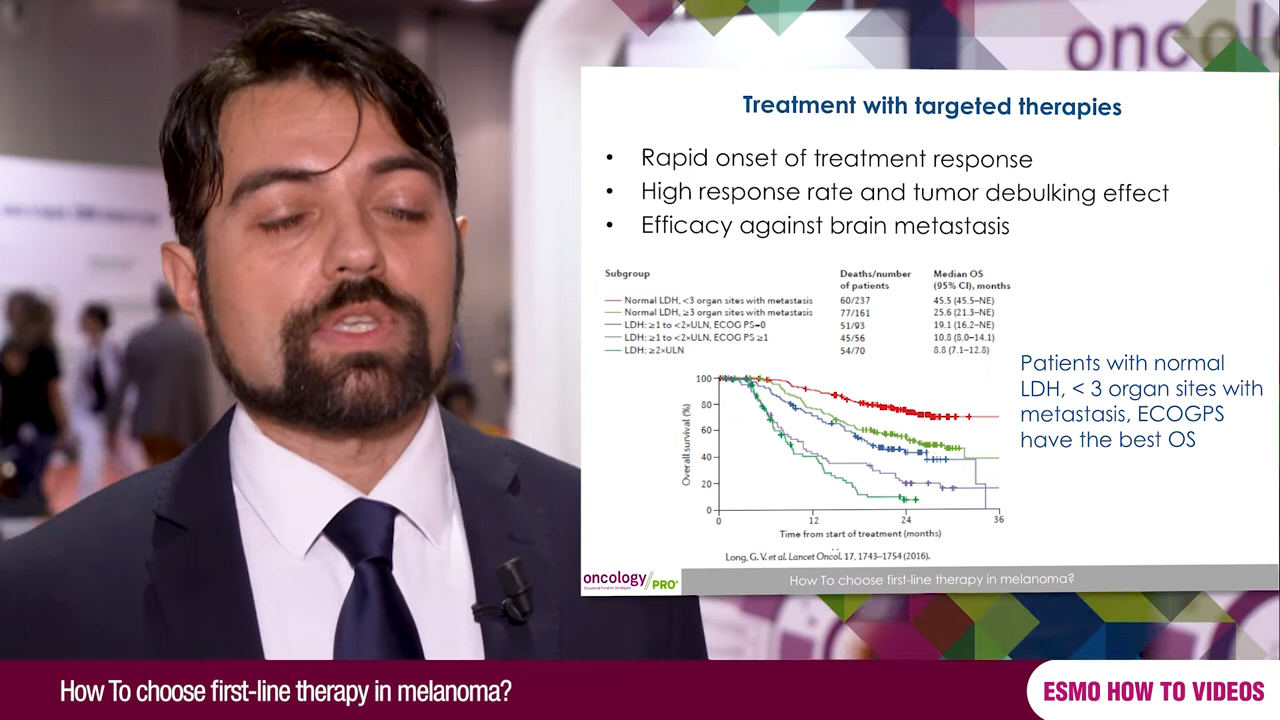 oncolo
Treatment with targeted therapies
• Rapid onset of treatment response
• High response rate and tumor debulking effect
• Efficacy against brain metastasis
Subgroup Deaths/number of patients Median OS (95% CI), months
Normal LDH, <3 organ sites with metastasis 60/237 45.5 (45.5–NE)
Normal LDH, ≥3 organ sites with metastasis 77/161 25.6 (21.3–NE)
LDH: ≥1 to <2×ULN, ECOG PS=0 51/93 19.1 (16.2–NE)
LDH: ≥1 to <2×ULN, ECOG PS ≥1 45/56 10.8 (8.0–14.1)
LDH: ≥2×ULN 54/70 8.8 (7.1–12.8)
Patients with normal
LDH, < 3 organ sites with
metastasis, ECOGPS
have the best OS
Overall survival (%)
100
80
60
40
20
0
0 12 24 36
Time from start of treatment (months)
Long, G. V. et al. Lancet Oncol. 17, 1743–1754 (2016).
oncology//PRO®
How To choose first-line therapy in melanoma?
How To choose first-line therapy in melanoma?
ESMO HOW TO VIDEOS